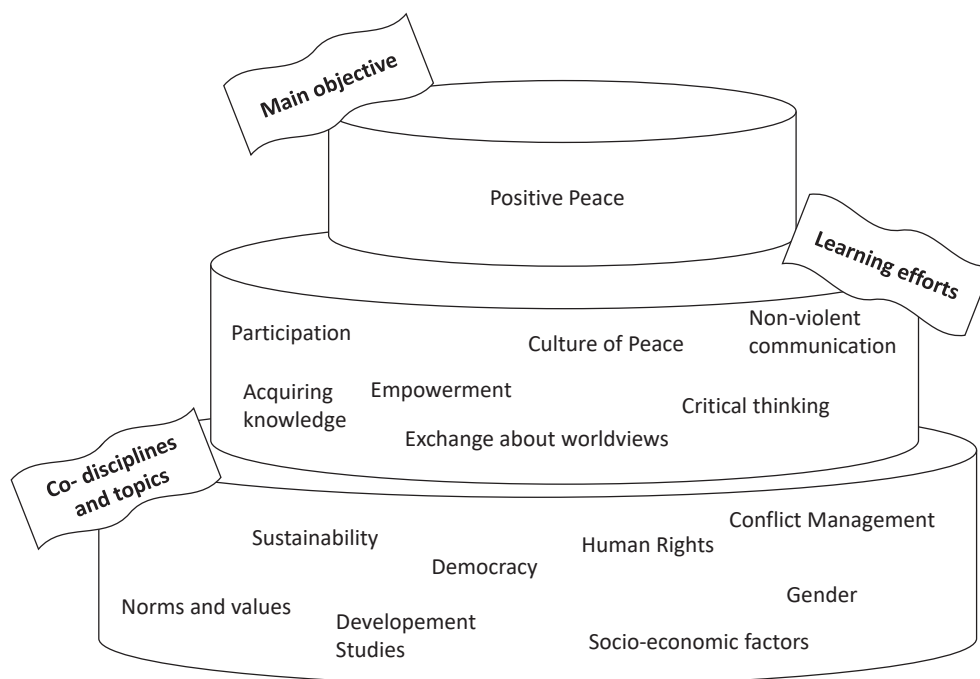 Main objective
Positive Peace
Learning efforts
Participation
Culture of Peace
Non-violent
communication
Acquiring
knowledge
Empowerment
Critical thinking
Exchange about worldviews
Co- disciplines
and topics
Sustainability
Democracy
Human Rights
Conflict Management
Norms and values
Developement
Studies
Socio-economic factors
Gender